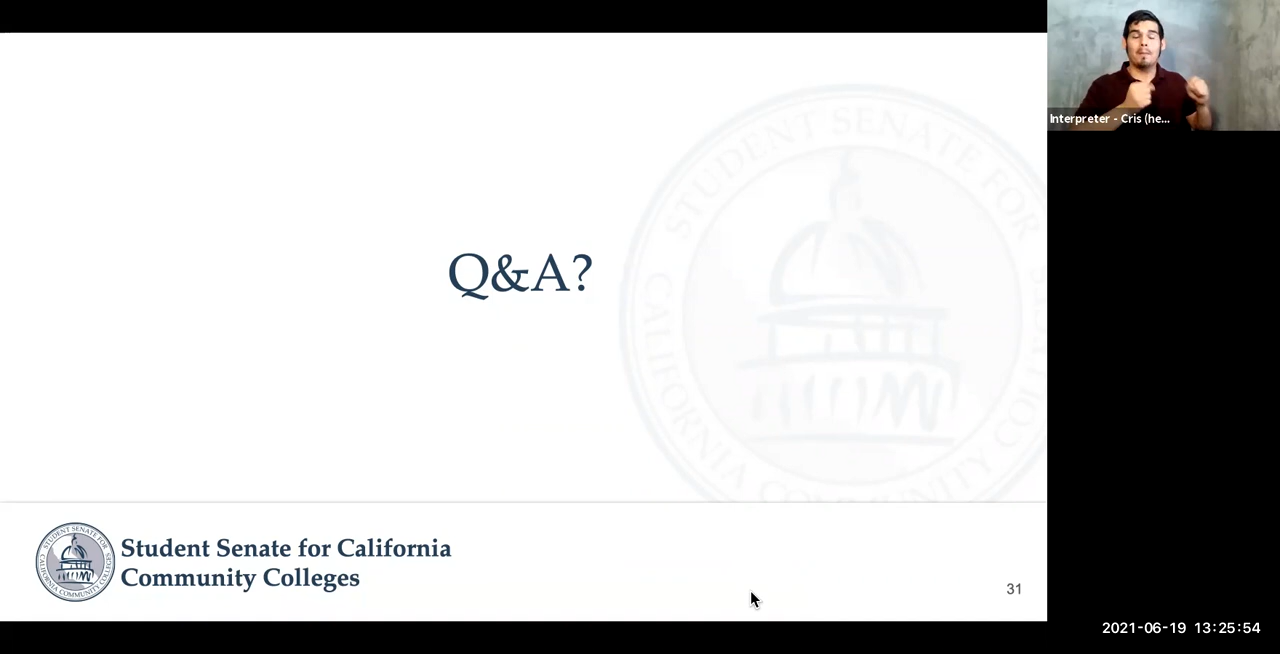 Q&A?
STUDENT SENATE FOR
CALIFORNIA COMMUNITY COLLEGES
Student Senate for California
Community Colleges
31
Interpreter - Cris (he...
2021-06-19 13:25:54